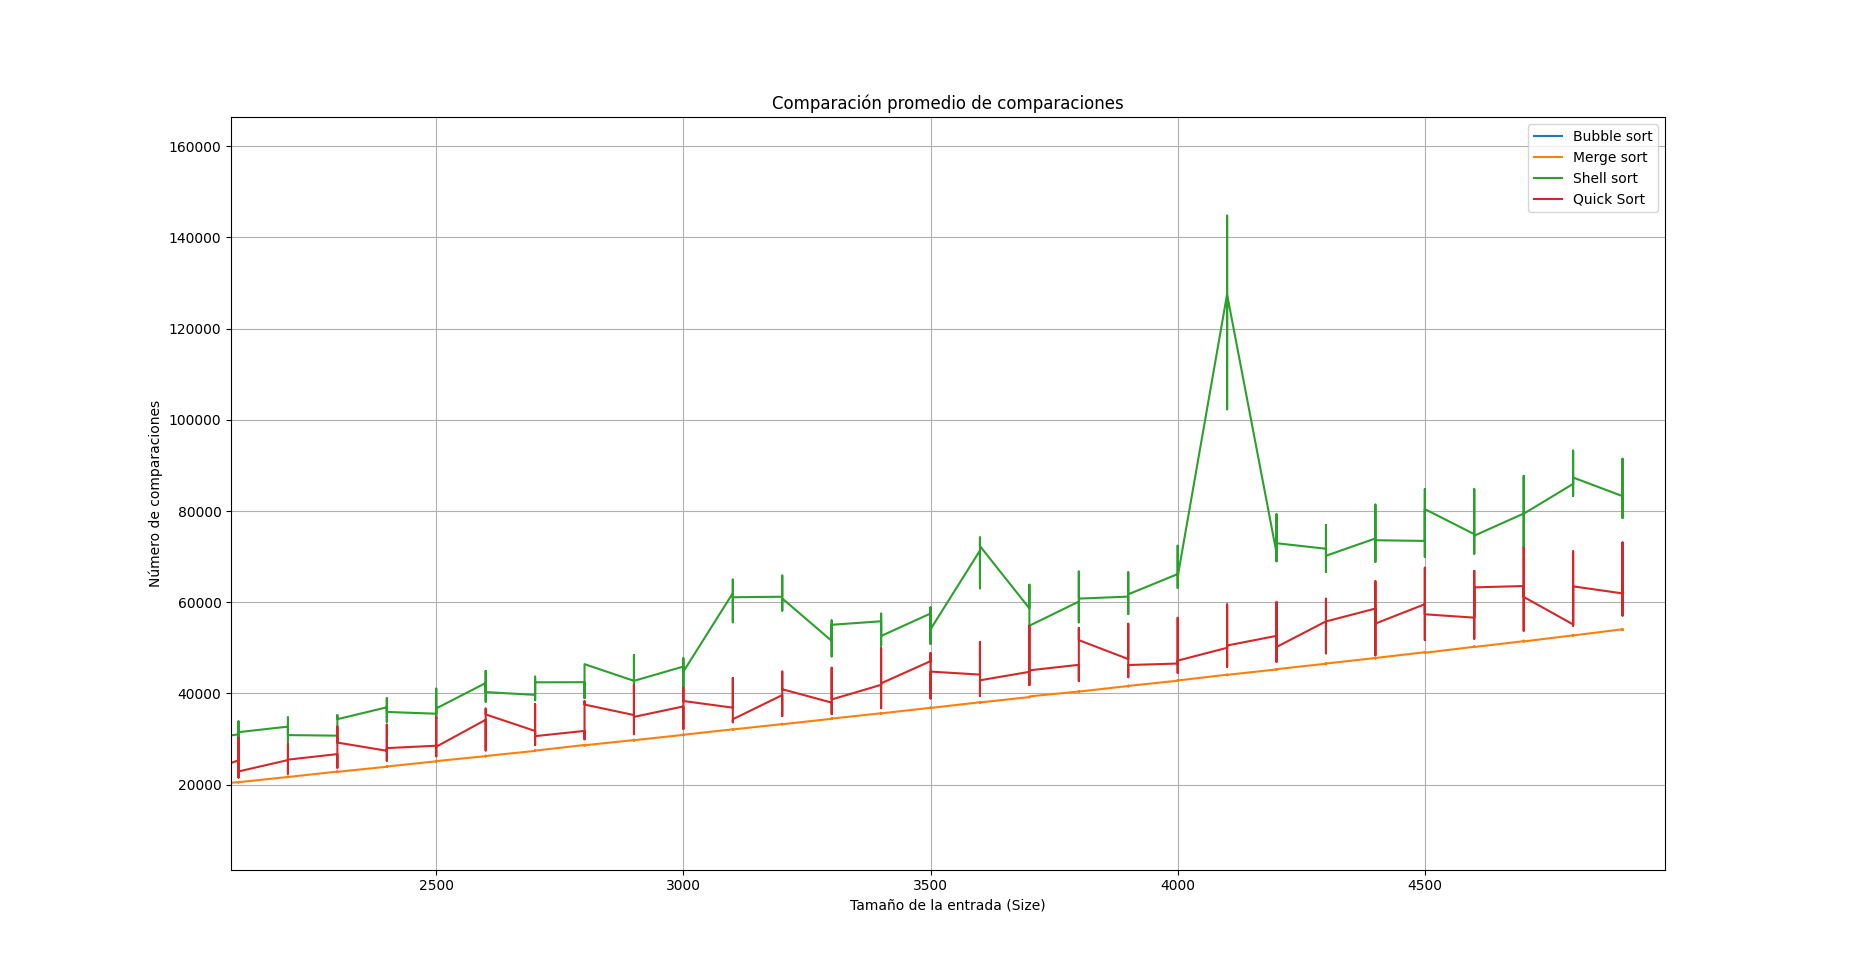 Comparación promedio de comparaciones
160000
140000
120000
100000
80000
60000
40000
20000
Número de comparaciones
Bubble sort
Merge sort
Shell sort
Quick Sort
2500
3000
3500
4000
4500
Tamaño de la entrada (Size)